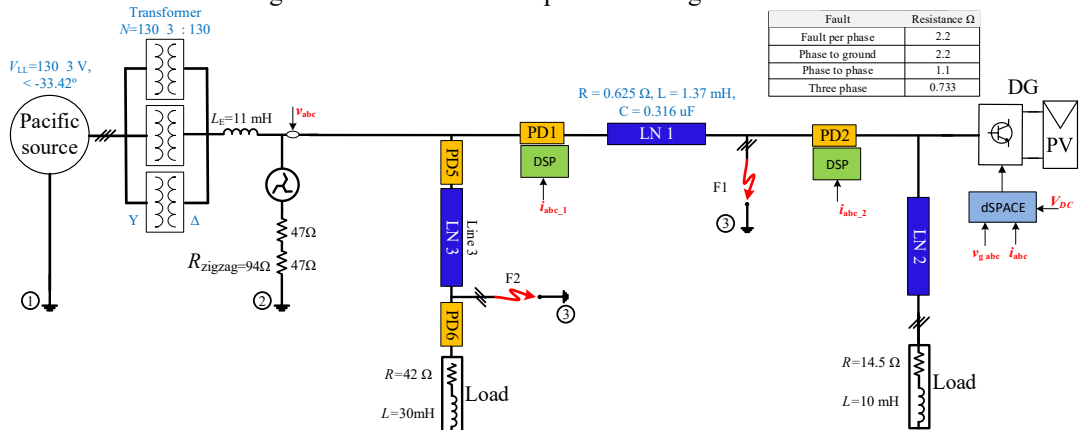 Transformer
N=130 3 : 130
V_LL=130 3 V,
< -33.42º
Pacific
source
Y
Δ
L_E=11 mH
v_abc
47Ω
47Ω
R_zigzag=94Ω
①
②
PD5
LN 3
Line 3
PD6
F2
③
R=42 Ω
L=30mH
Load
PD1
DSP
i_abc_1
R = 0.625 Ω, L = 1.37 mH,
C = 0.316 uF
LN 1
F1
③
Fault Resistance Ω
Fault per phase 2.2
Phase to ground 2.2
Phase to phase 1.1
Three phase 0.733
PD2
DSP
i_abc_2
DG
PV
dSPACE
V_DC
v_g abc
i_abc
LN 2
R=14.5 Ω
L=10 mH
Load